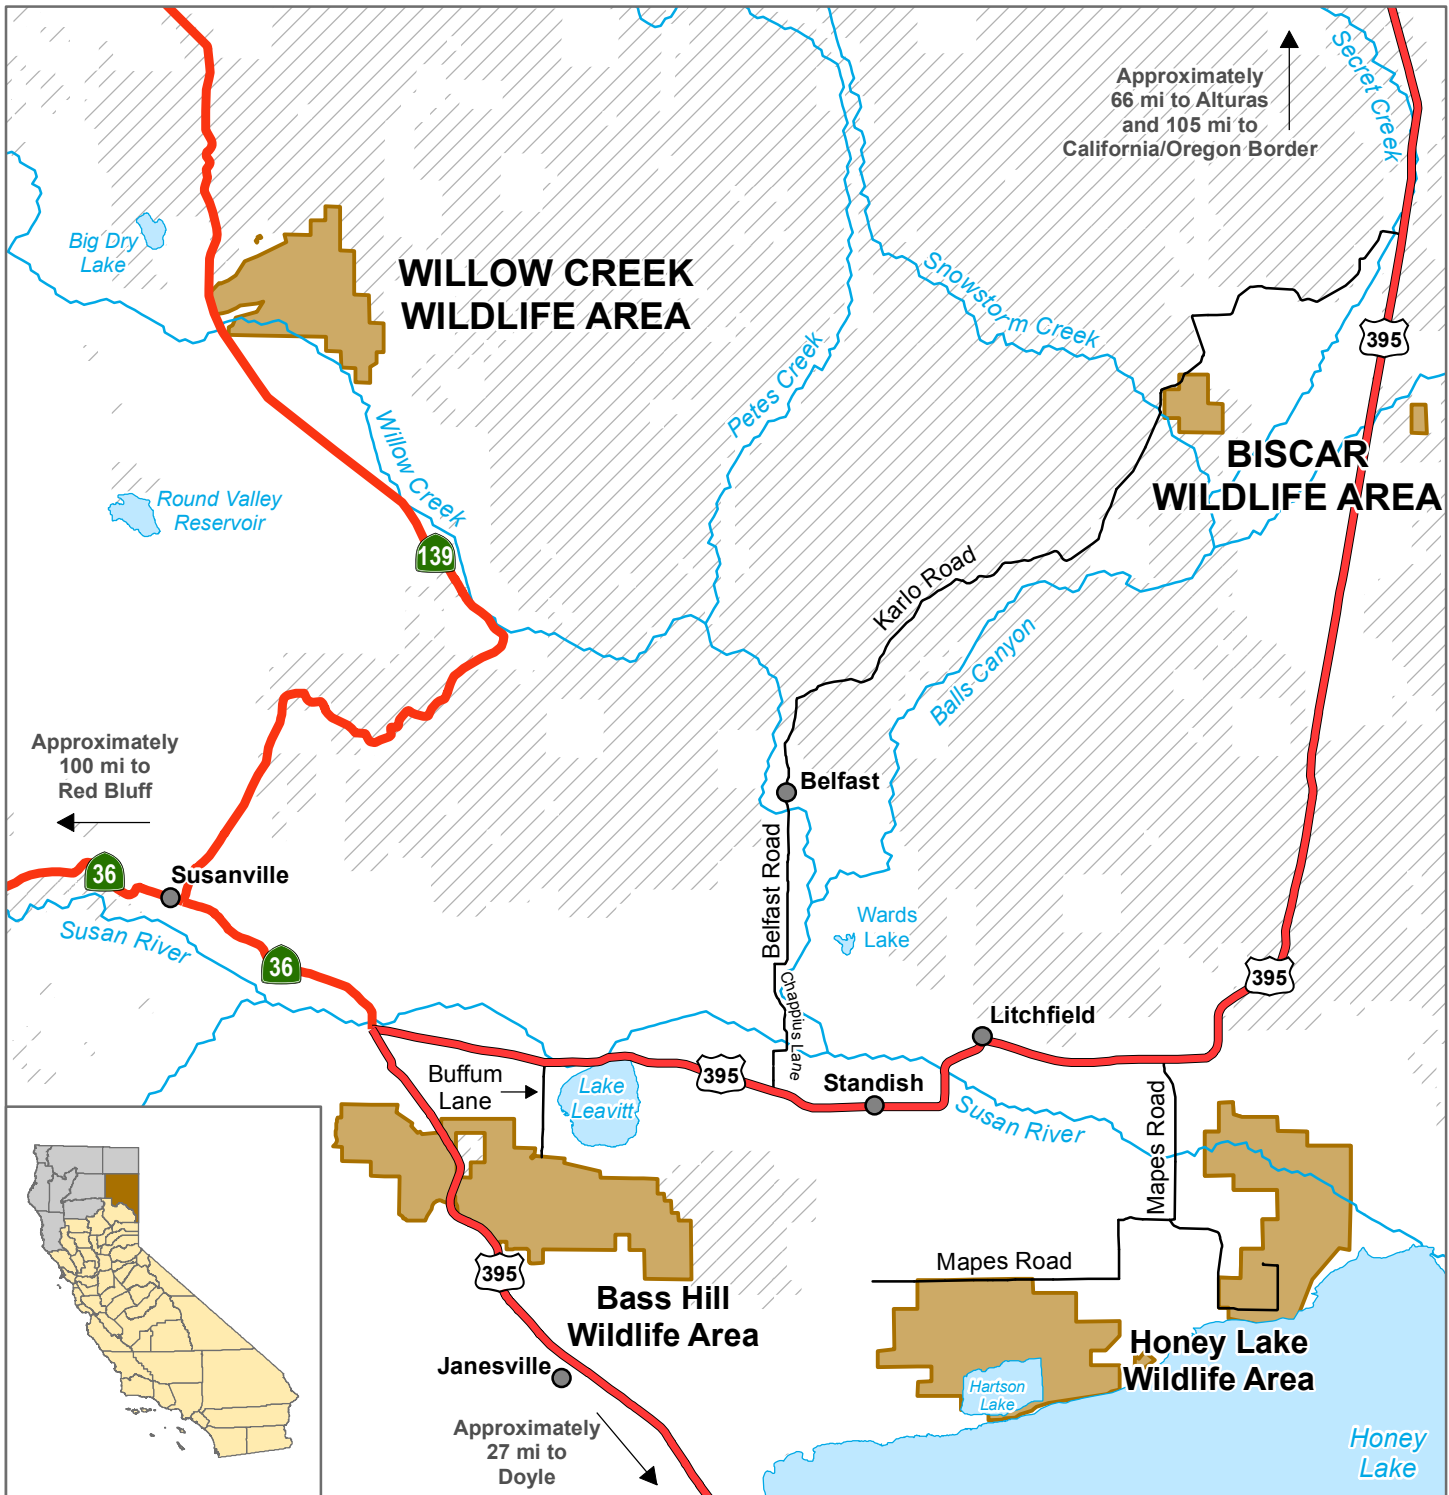 Secret Creek
Approximately
66 mi to Alturas
and 105 mi to
California/Oregon Border
Big Dry
Lake
WILLOW CREEK
WILDLIFE AREA
Snowstorm Creek
395
Petes Creek
Willow Creek
BISCAR
WILDLIFE AREA
Round Valley
Reservoir
139
Karlo Road
Balls Canyon
Approximately
100 mi to
Red Bluff
Belfast
36
Susanville
Belfast Road
Wards
Lake
Susan River
36
395
Chappius Lane
Litchfield
Buffum
Lane
Lake
Leavitt
395
Standish
Susan River
Mapes Road
395
Mapes Road
Bass Hill
Wildlife Area
Janesville
Honey Lake
Wildlife Area
Hartson
Lake
Approximately
27 mi to
Doyle
Honey
Lake